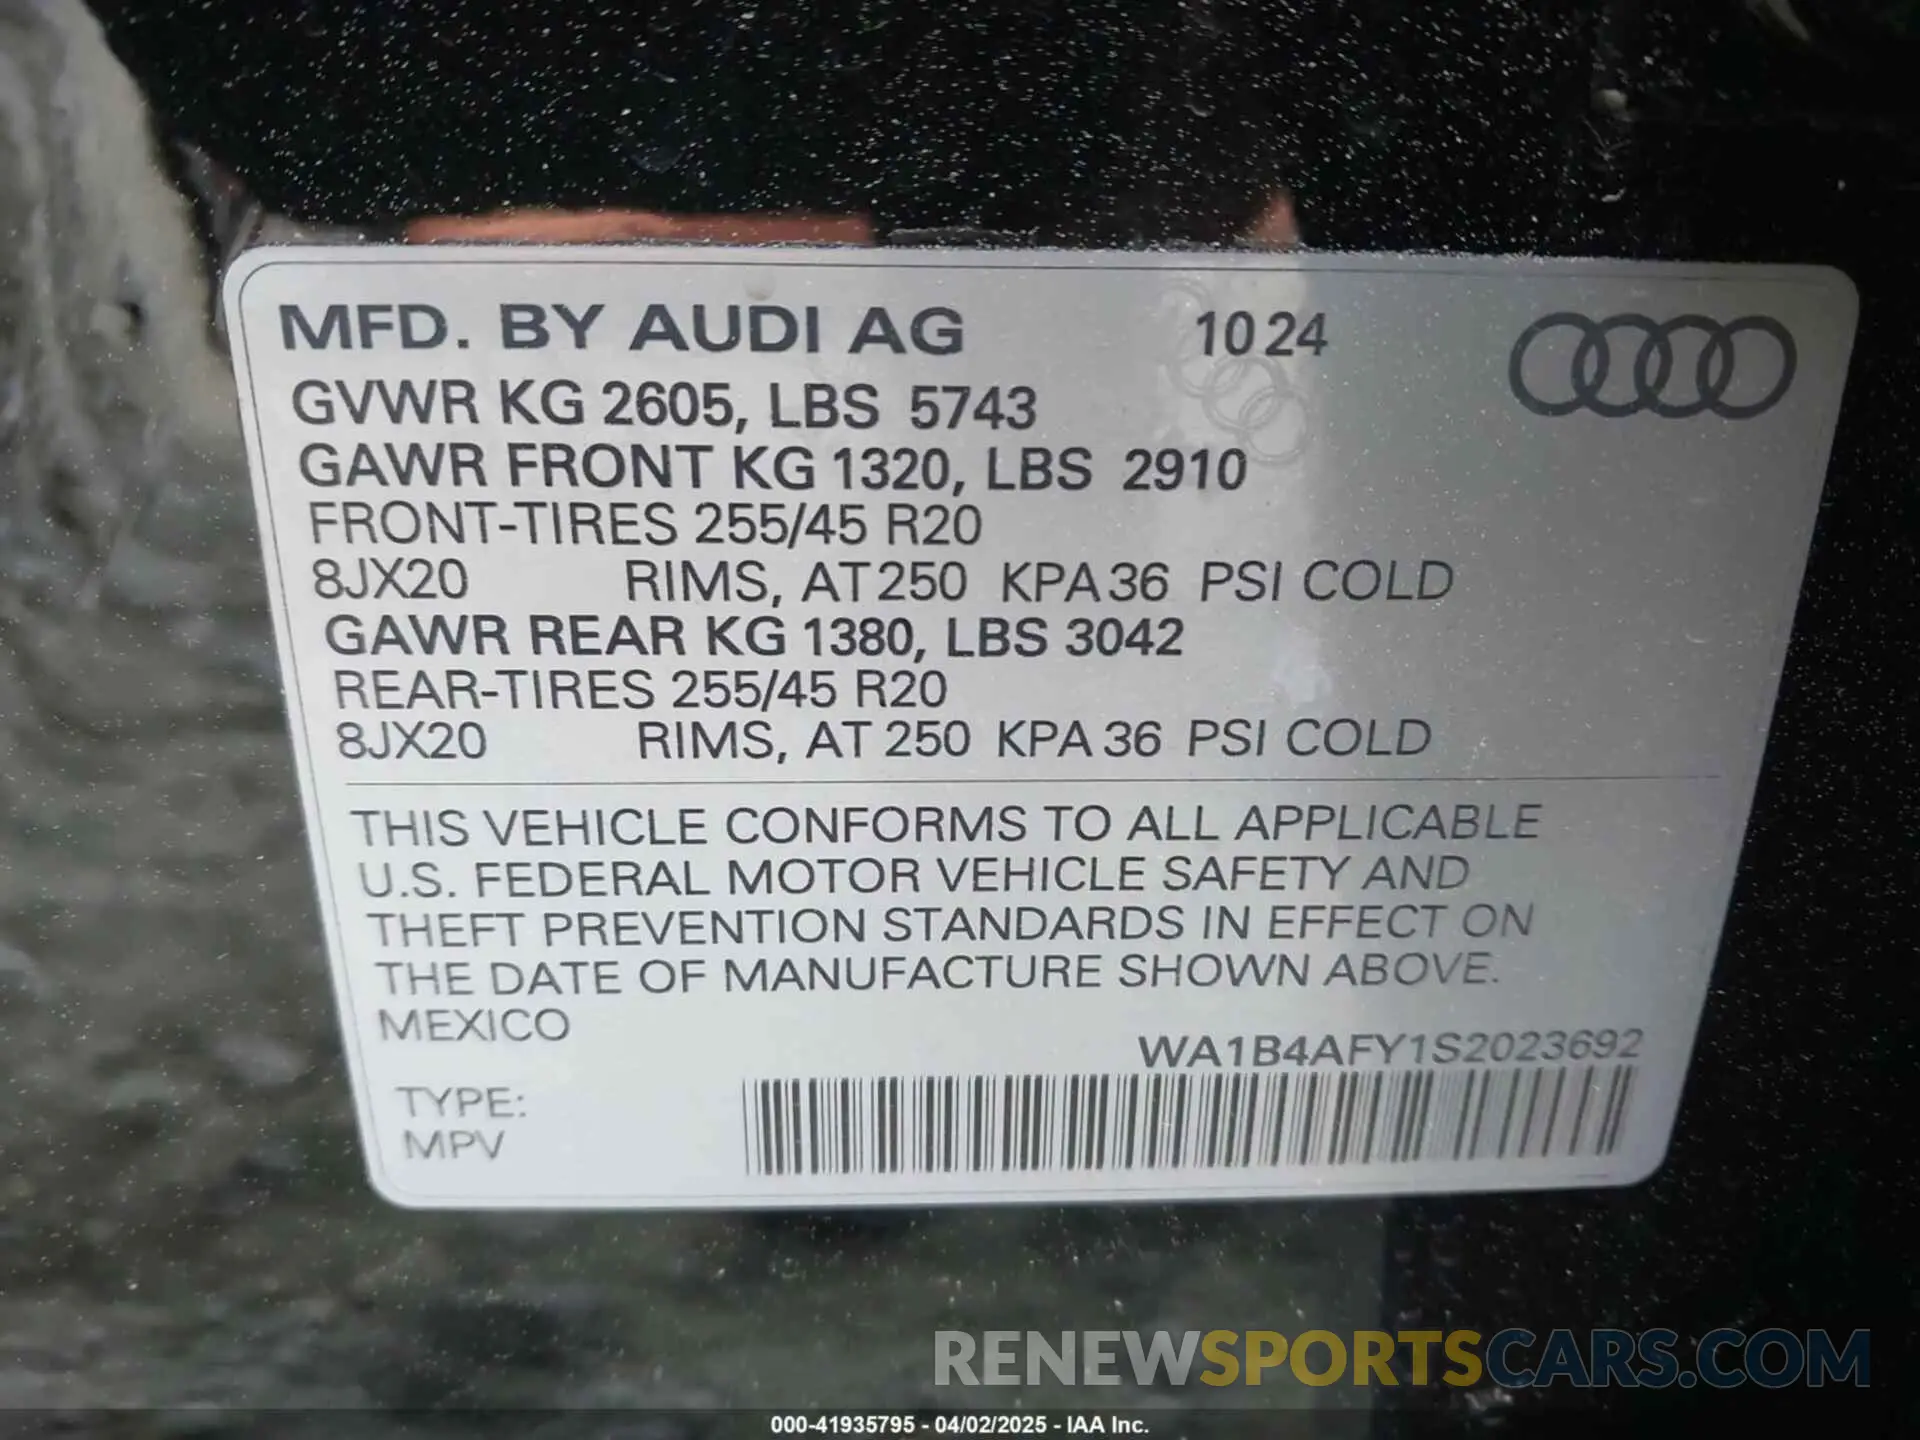 MFD. BY AUDI AG 10 24
GVWR KG 2605, LBS 5743
GAWR FRONT KG 1320, LBS 2910
FRONT-TIRES 255/45 R20
8JX20 RIMS, AT 250 KPA 36 PSI COLD
GAWR REAR KG 1380, LBS 3042
REAR-TIRES 255/45 R20
8JX20 RIMS, AT 250 KPA 36 PSI COLD
THIS VEHICLE CONFORMS TO ALL APPLICABLE
U.S. FEDERAL MOTOR VEHICLE SAFETY AND
THEFT PREVENTION STANDARDS IN EFFECT ON
THE DATE OF MANUFACTURE SHOWN ABOVE.
MEXICO
WA1B4AFY1S2023692
TYPE:
MPV
RENEWSPORTSCARS.COM
000-41935795 - 04/02/2025 - IAA Inc.